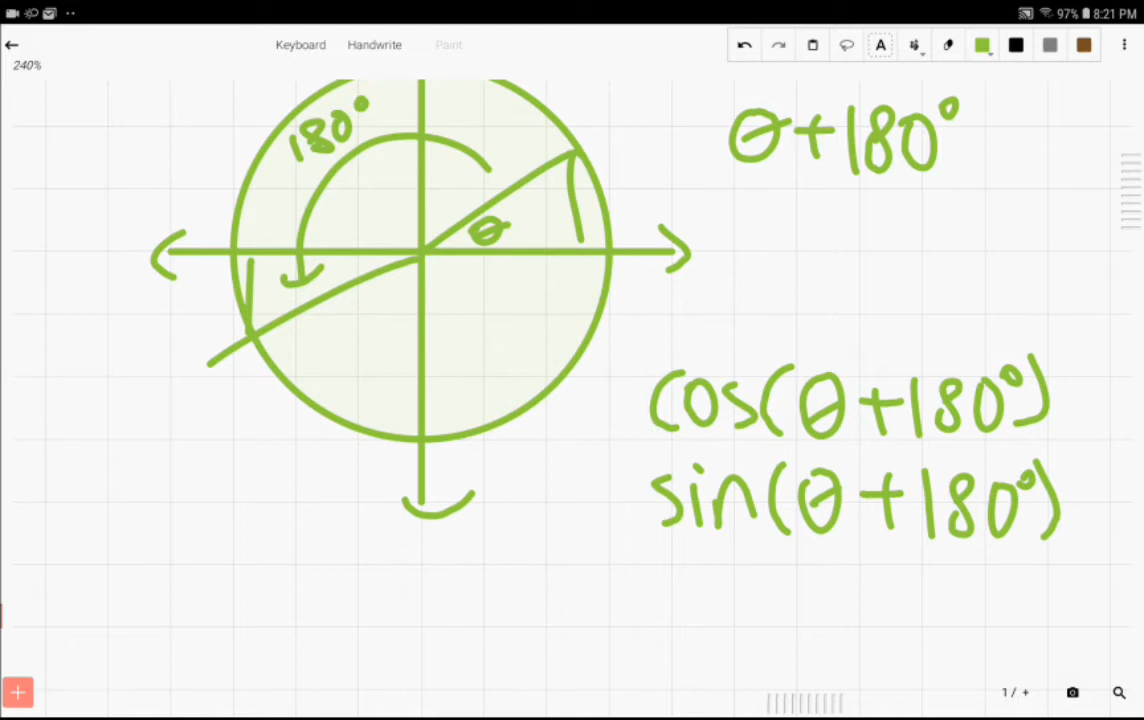 97% 8:21 PM
Keyboard Handwrite Paint
A
240%
180°
θ+180°
θ
cos(θ+180°)
sin(θ+180°)
1 / +